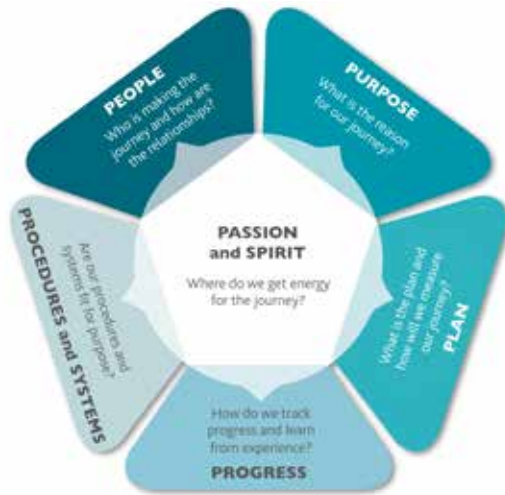 PEOPLE
Who is making the
journey and how are
the relationships?
PURPOSE
What is the reason
for our journey?
PLAN
What is the plan and
how will we measure
our journey?
How do we track
progress and learn
from experience?
PROGRESS
PROCEDURES and SYSTEMS
Are our procedures and
systems fit for purpose?
PASSION
and SPIRIT
Where do we get energy
for the journey?